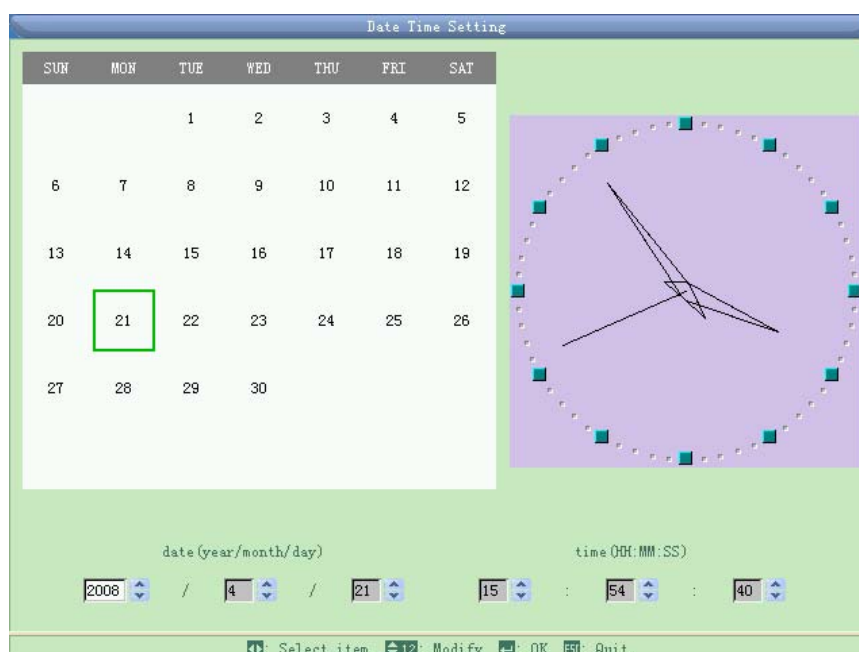 Date Time Setting
SUN MON TUE WED THU FRI SAT
1 2 3 4 5
6 7 8 9 10 11 12
13 14 15 16 17 18 19
20 21 22 23 24 25 26
27 28 29 30
date(year/month/day) time(HH:MM:SS)
2008 / 4 / 21 15 : 54 : 40
: Select item 12: Modify : OK ESC: Quit